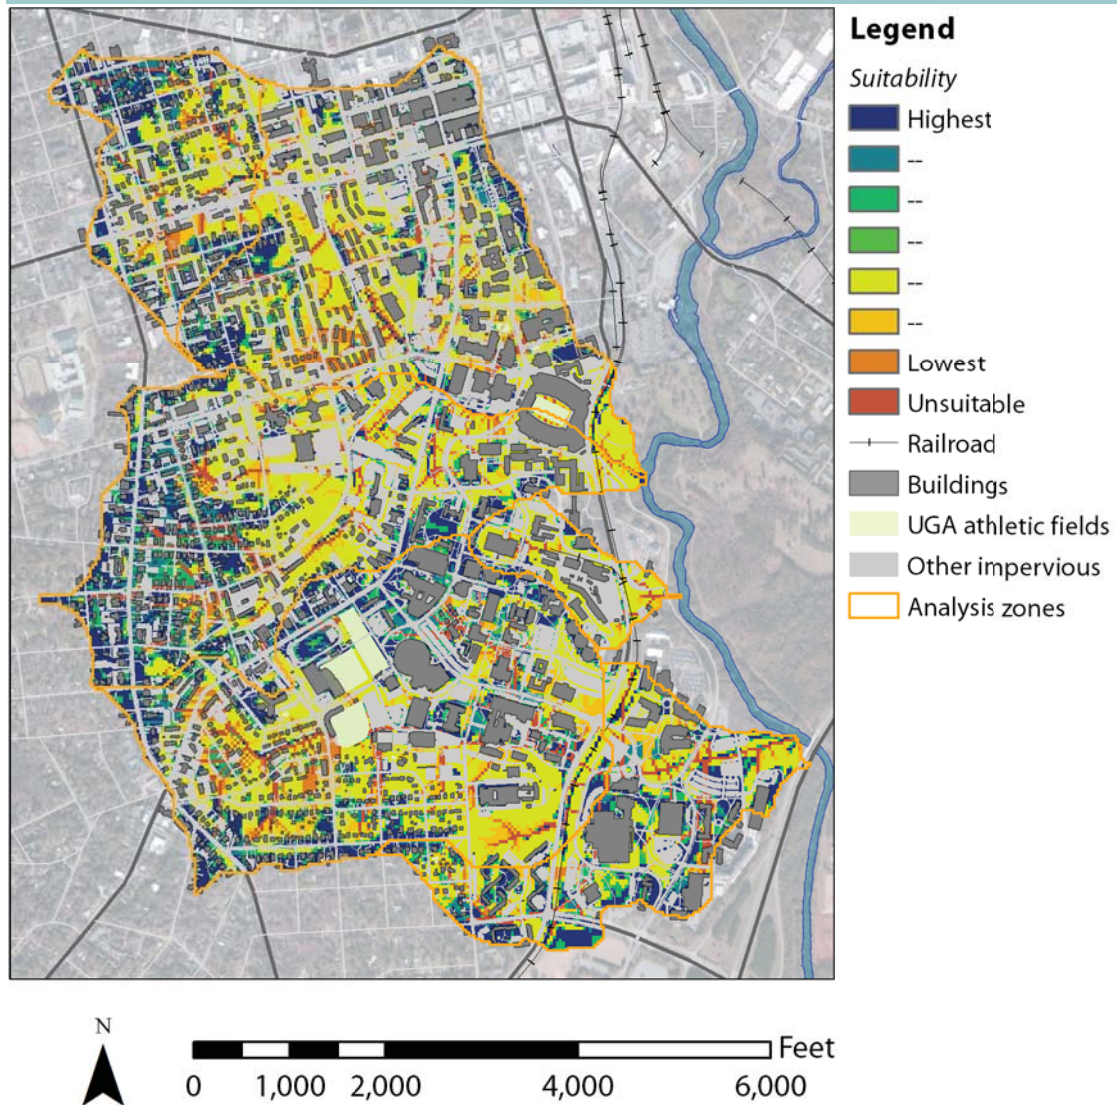 Legend
Suitability
Highest
--
--
--
--
--
Lowest
Unsuitable
Railroad
Buildings
UGA athletic fields
Other impervious
Analysis zones
N
Feet
0 1,000 2,000 4,000 6,000